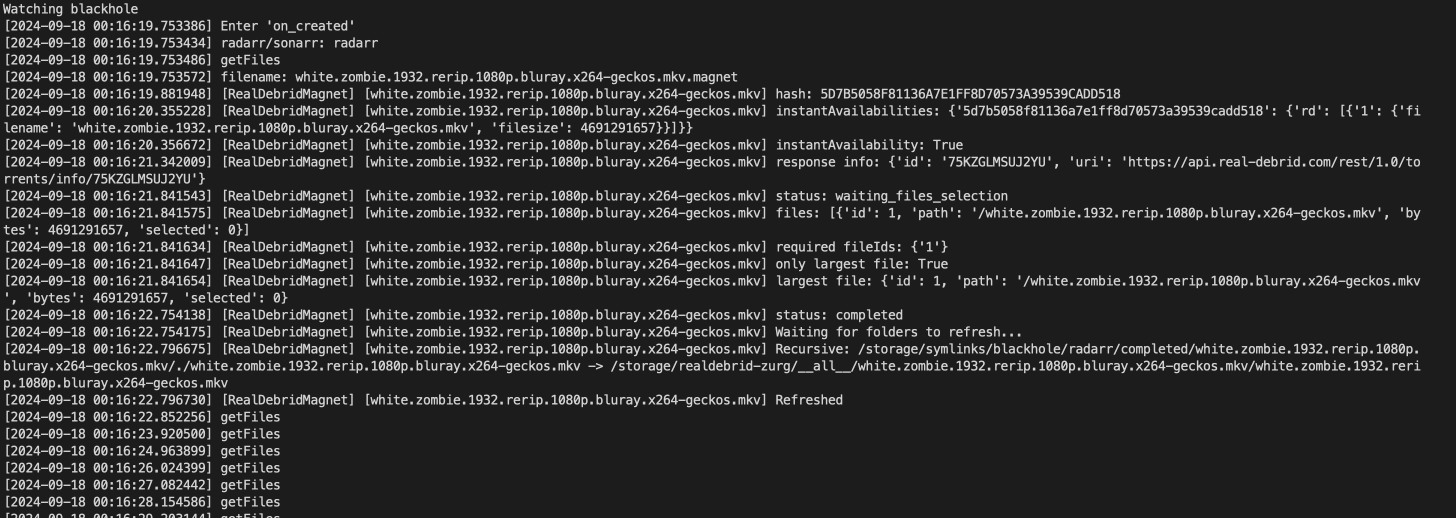 Watching blackhole
[2024-09-18 00:16:19.753386] Enter 'on_created'
[2024-09-18 00:16:19.753434] radarr/sonarr: radarr
[2024-09-18 00:16:19.753486] getFiles
[2024-09-18 00:16:19.753572] filename: white.zombie.1932.rerip.1080p.bluray.x264-geckos.mkv.magnet
[2024-09-18 00:16:19.881948] [RealDebridMagnet] [white.zombie.1932.rerip.1080p.bluray.x264-geckos.mkv] hash: 5D7B5058F81136A7E1FF8D70573A39539CADD518
[2024-09-18 00:16:20.355228] [RealDebridMagnet] [white.zombie.1932.rerip.1080p.bluray.x264-geckos.mkv] instantAvailabilities: {'5d7b5058f81136a7e1ff8d70573a39539cadd518': {'rd': [{'1': {'fi
lename': 'white.zombie.1932.rerip.1080p.bluray.x264-geckos.mkv', 'filesize': 4691291657}}]}}
[2024-09-18 00:16:20.356672] [RealDebridMagnet] [white.zombie.1932.rerip.1080p.bluray.x264-geckos.mkv] instantAvailability: True
[2024-09-18 00:16:21.342009] [RealDebridMagnet] [white.zombie.1932.rerip.1080p.bluray.x264-geckos.mkv] response info: {'id': '75KZGLMSUJ2YU', 'uri': 'https://api.real-debrid.com/rest/1.0/to
rrents/info/75KZGLMSUJ2YU'}
[2024-09-18 00:16:21.841543] [RealDebridMagnet] [white.zombie.1932.rerip.1080p.bluray.x264-geckos.mkv] status: waiting_files_selection
[2024-09-18 00:16:21.841575] [RealDebridMagnet] [white.zombie.1932.rerip.1080p.bluray.x264-geckos.mkv] files: [{'id': 1, 'path': '/white.zombie.1932.rerip.1080p.bluray.x264-geckos.mkv', 'by
tes': 4691291657, 'selected': 0}]
[2024-09-18 00:16:21.841634] [RealDebridMagnet] [white.zombie.1932.rerip.1080p.bluray.x264-geckos.mkv] required fileIds: {'1'}
[2024-09-18 00:16:21.841647] [RealDebridMagnet] [white.zombie.1932.rerip.1080p.bluray.x264-geckos.mkv] only largest file: True
[2024-09-18 00:16:21.841654] [RealDebridMagnet] [white.zombie.1932.rerip.1080p.bluray.x264-geckos.mkv] largest file: {'id': 1, 'path': '/white.zombie.1932.rerip.1080p.bluray.x264-geckos.mkv
', 'bytes': 4691291657, 'selected': 0}
[2024-09-18 00:16:22.754138] [RealDebridMagnet] [white.zombie.1932.rerip.1080p.bluray.x264-geckos.mkv] status: completed
[2024-09-18 00:16:22.754175] [RealDebridMagnet] [white.zombie.1932.rerip.1080p.bluray.x264-geckos.mkv] Waiting for folders to refresh...
[2024-09-18 00:16:22.796675] [RealDebridMagnet] [white.zombie.1932.rerip.1080p.bluray.x264-geckos.mkv] Recursive: /storage/symlinks/blackhole/radarr/completed/white.zombie.1932.rerip.1080p.
bluray.x264-geckos.mkv/./white.zombie.1932.rerip.1080p.bluray.x264-geckos.mkv -> /storage/realdebrid-zurg/__all__/white.zombie.1932.rerip.1080p.bluray.x264-geckos.mkv/white.zombie.1932.reri
p.1080p.bluray.x264-geckos.mkv
[2024-09-18 00:16:22.796730] [RealDebridMagnet] [white.zombie.1932.rerip.1080p.bluray.x264-geckos.mkv] Refreshed
[2024-09-18 00:16:22.852256] getFiles
[2024-09-18 00:16:23.920500] getFiles
[2024-09-18 00:16:24.963899] getFiles
[2024-09-18 00:16:26.024399] getFiles
[2024-09-18 00:16:27.082442] getFiles
[2024-09-18 00:16:28.154586] getFiles
[2024-09-18 00:16:29.203144] getFiles